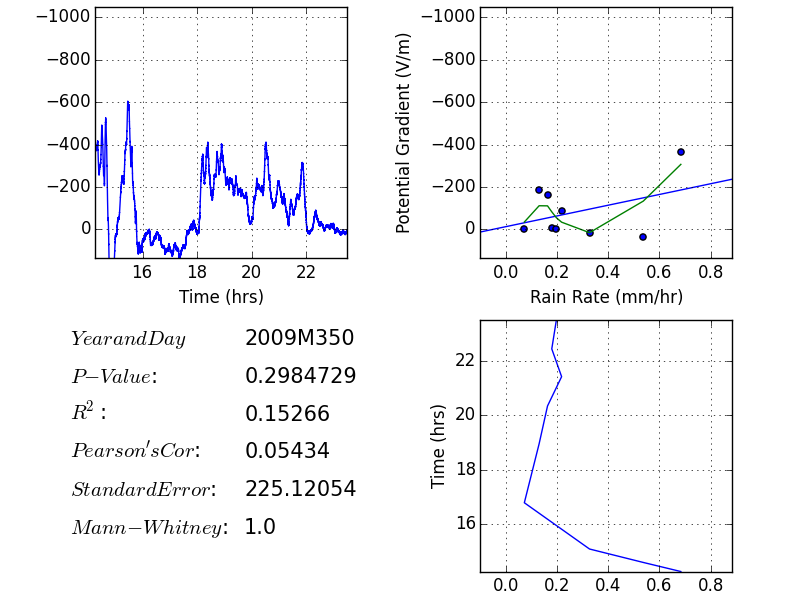 −1000
−800
−600
−400
−200
0
16 18 20 22
Time (hrs)
Potential Gradient (V/m)
−1000
−800
−600
−400
−200
0
0.0 0.2 0.4 0.6 0.8
Rain Rate (mm/hr)
YearandDay 2009M350
P−Value: 0.2984729
R²: 0.15266
Pearson'sCor: 0.05434
StandardError: 225.12054
Mann−Whitney: 1.0
Time (hrs)
22
20
18
16
0.0 0.2 0.4 0.6 0.8